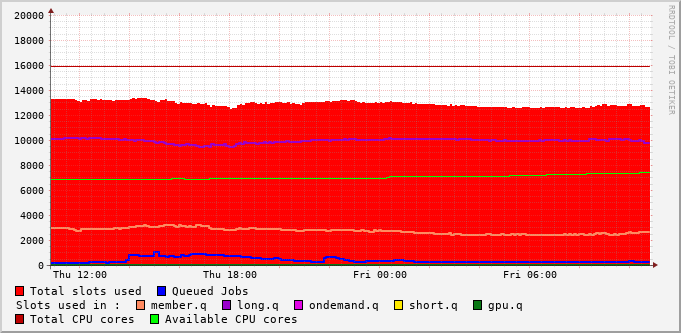 20000
18000
16000
14000
12000
10000
8000
6000
4000
2000
0
Thu 12:00 Thu 18:00 Fri 00:00 Fri 06:00
RRDTOOL / TOBI OETIKER
Total slots used Queued Jobs
Slots used in : member.q long.q ondemand.q short.q gpu.q
Total CPU cores Available CPU cores